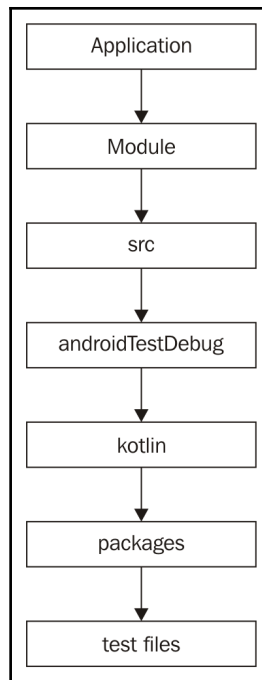 Application
Module
src
androidTestDebug
kotlin
packages
test files